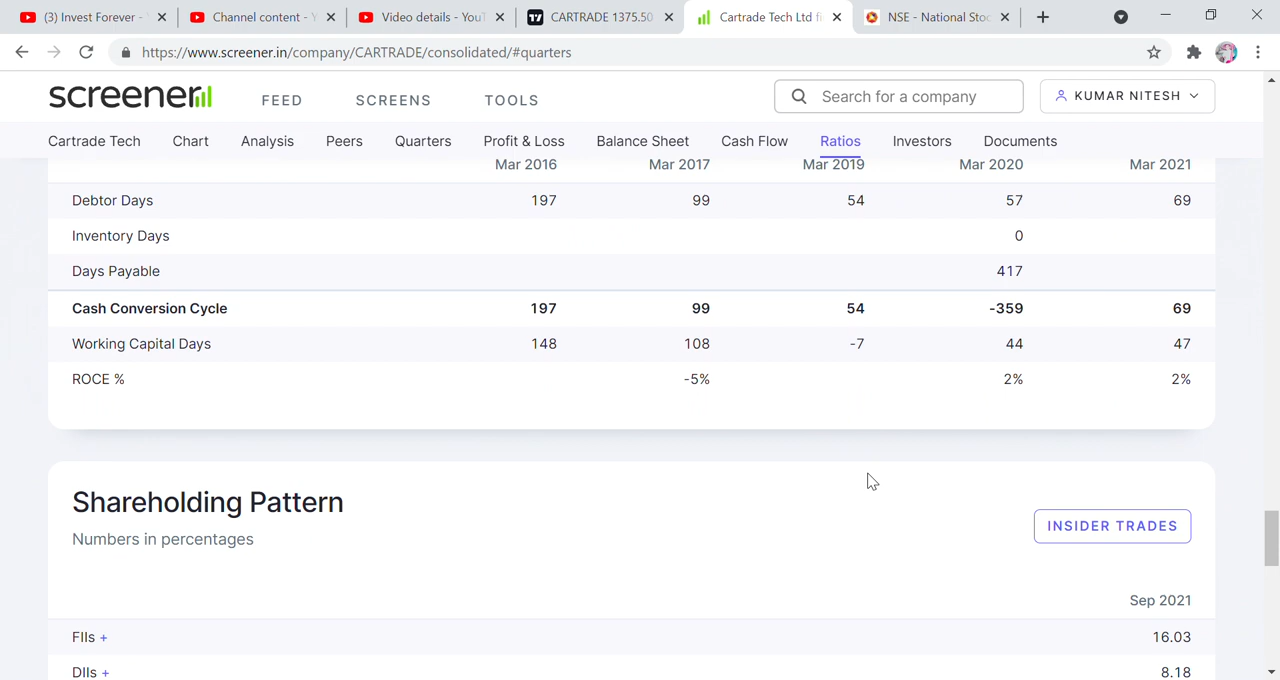 (3) Invest Forever -
Channel content - Y
Video details - YouT
CARTRADE 1375.50
Cartrade Tech Ltd fi
NSE - National Stoc
https://www.screener.in/company/CARTRADE/consolidated/#quarters
screener
FEED
SCREENS
TOOLS
Search for a company
KUMAR NITESH
Cartrade Tech Chart Analysis Peers Quarters Profit & Loss Balance Sheet Cash Flow Ratios Investors Documents
Mar 2016 Mar 2017 Mar 2019 Mar 2020 Mar 2021
Debtor Days 197 99 54 57 69
Inventory Days 0
Days Payable 417
Cash Conversion Cycle 197 99 54 -359 69
Working Capital Days 148 108 -7 44 47
ROCE % -5% 2% 2%
Shareholding Pattern
Numbers in percentages
INSIDER TRADES
Sep 2021
FIIs + 16.03
DIIs + 8.18